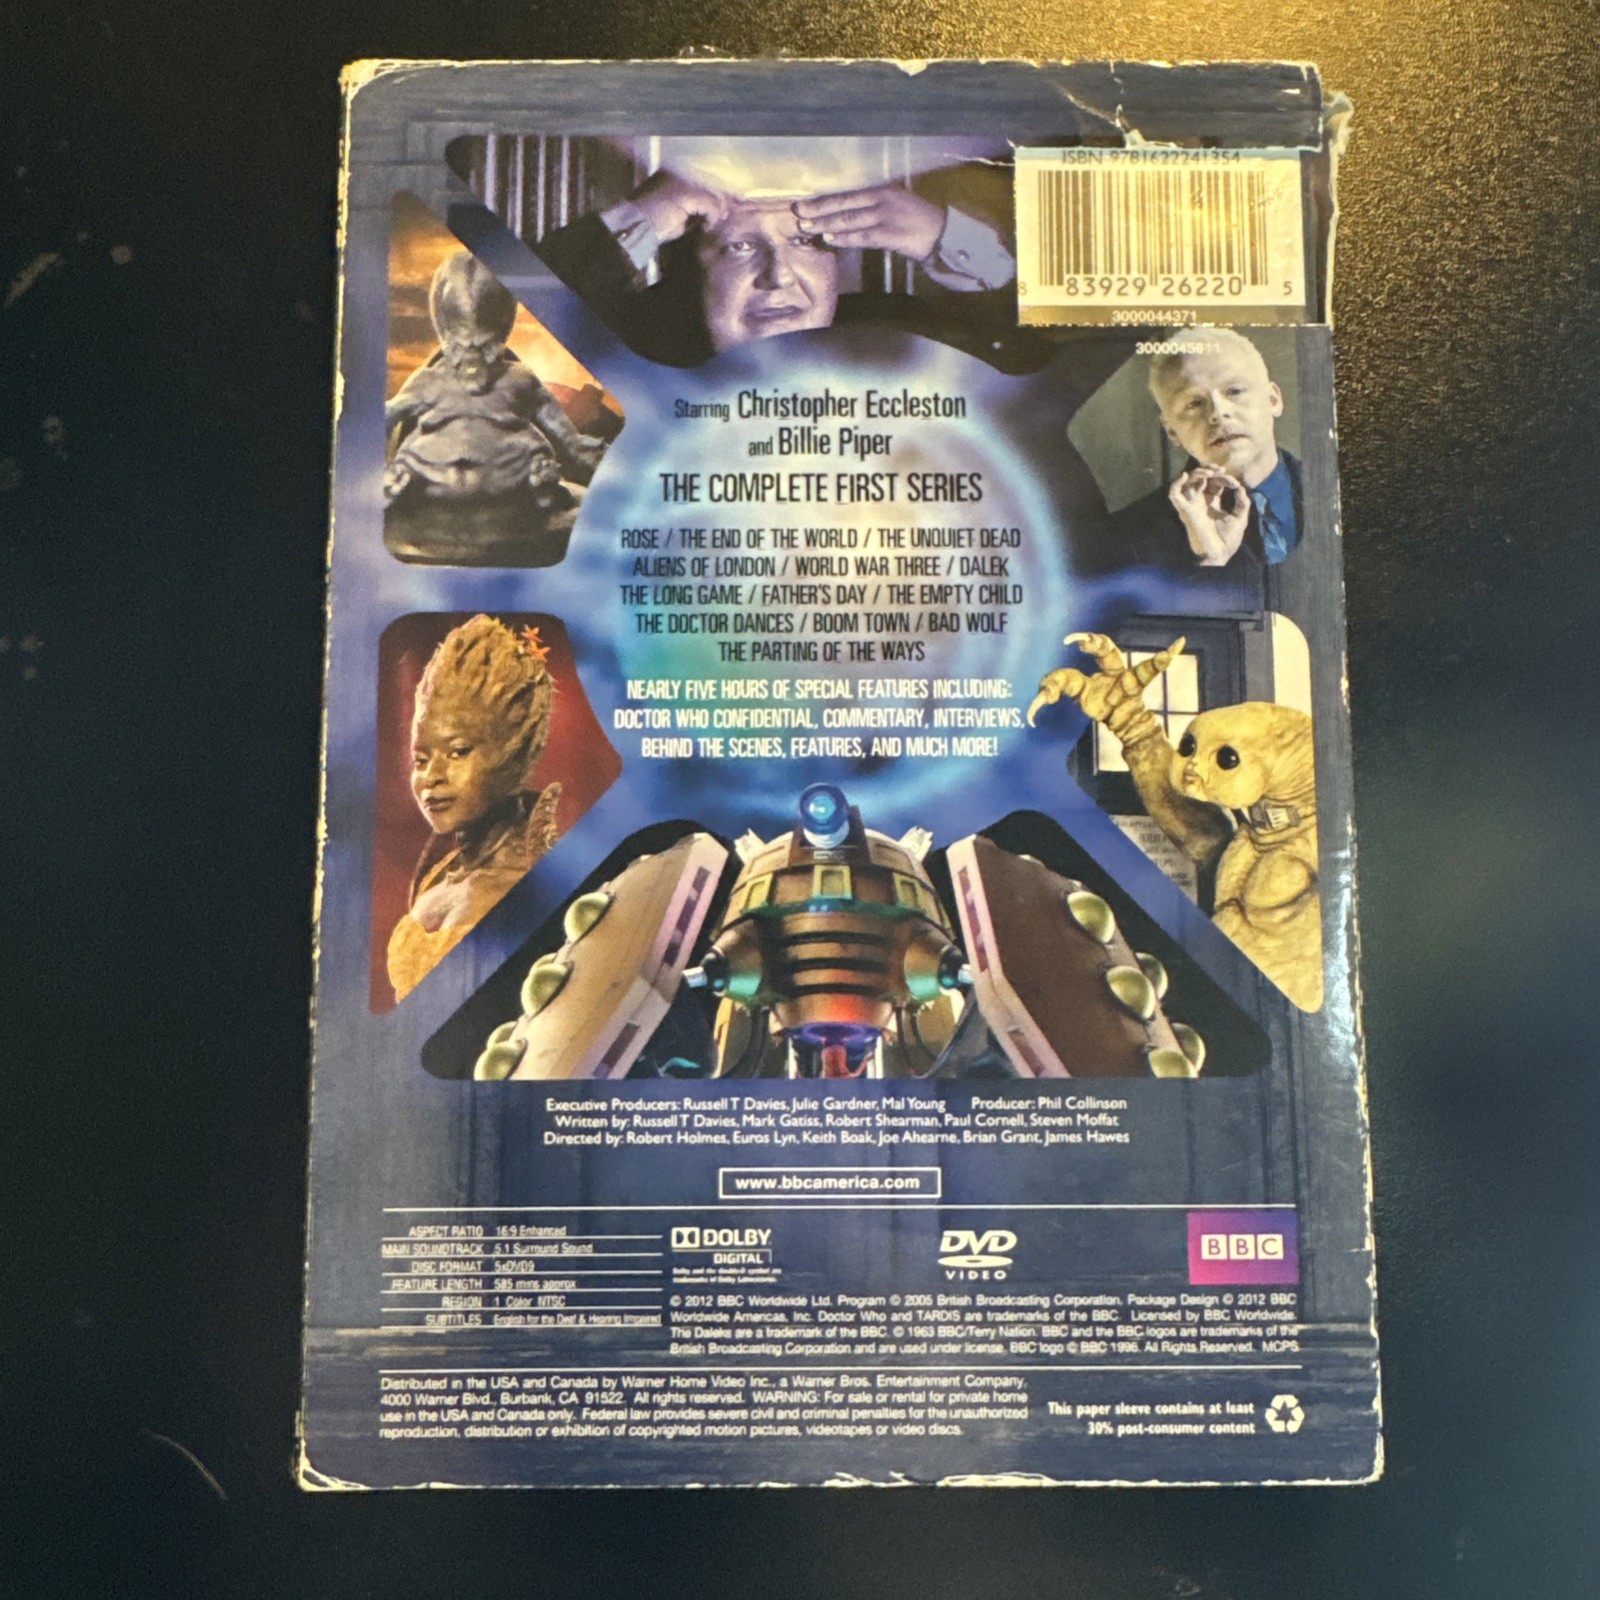 ISBN 9781622241354
8 83929 26220 5
3000044371
3000045611
Starring Christopher Eccleston
and Billie Piper
THE COMPLETE FIRST SERIES
ROSE / THE END OF THE WORLD / THE UNQUIET DEAD
ALIENS OF LONDON / WORLD WAR THREE / DALEK
THE LONG GAME / FATHER'S DAY / THE EMPTY CHILD
THE DOCTOR DANCES / BOOM TOWN / BAD WOLF
THE PARTING OF THE WAYS
NEARLY FIVE HOURS OF SPECIAL FEATURES INCLUDING:
DOCTOR WHO CONFIDENTIAL, COMMENTARY, INTERVIEWS,
BEHIND THE SCENES, FEATURES, AND MUCH MORE!
Executive Producers: Russell T Davies, Julie Gardner, Mal Young Producer: Phil Collinson
Written by: Russell T Davies, Mark Gatiss, Robert Shearman, Paul Cornell, Steven Moffat
Directed by: Robert Holmes, Euros Lyn, Keith Boak, Joe Ahearne, Brian Grant, James Hawes
www.bbcamerica.com
ASPECT RATIO 16:9 Enhanced
MAIN SOUNDTRACK 5.1 Surround Sound
DISC FORMAT 5xDVD9
FEATURE LENGTH 585 mins approx
REGION 1 Color NTSC
SUBTITLES English for the Deaf & Hearing Impaired
DOLBY
DIGITAL
Dolby and the double-D symbol are
trademarks of Dolby Laboratories.
DVD
VIDEO
BBC
© 2012 BBC Worldwide Ltd. Program © 2005 British Broadcasting Corporation. Package Design © 2012 BBC
Worldwide Americas, Inc. Doctor Who and TARDIS are trademarks of the BBC. Licensed by BBC Worldwide.
The Daleks are a trademark of the BBC. © 1963 BBC/Terry Nation. BBC and the BBC logos are trademarks of the
British Broadcasting Corporation and are used under license. BBC logo © BBC 1996. All Rights Reserved. MCPS
Distributed in the USA and Canada by Warner Home Video Inc., a Warner Bros. Entertainment Company,
4000 Warner Blvd., Burbank, CA 91522. All rights reserved. WARNING: For sale or rental for private home
use in the USA and Canada only. Federal law provides severe civil and criminal penalties for the unauthorized
reproduction, distribution or exhibition of copyrighted motion pictures, videotapes or video discs.
This paper sleeve contains at least
30% post-consumer content